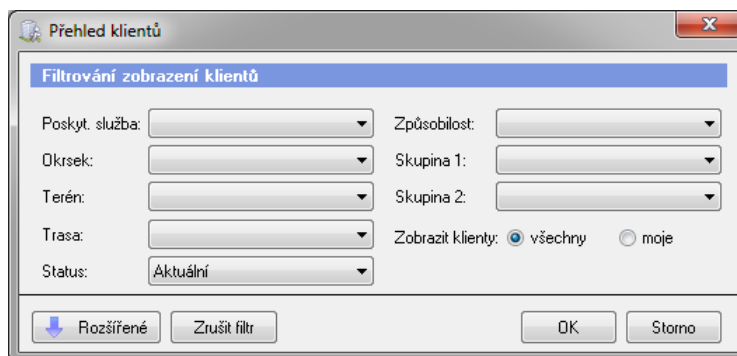 Přehled klientů
Filtrování zobrazení klientů
Poskyt. služba:
Způsobilost:
Okrsek:
Skupina 1:
Terén:
Skupina 2:
Trasa:
Zobrazit klienty: všechny moje
Status: Aktuální
Rozšířené Zrušit filtr OK Storno